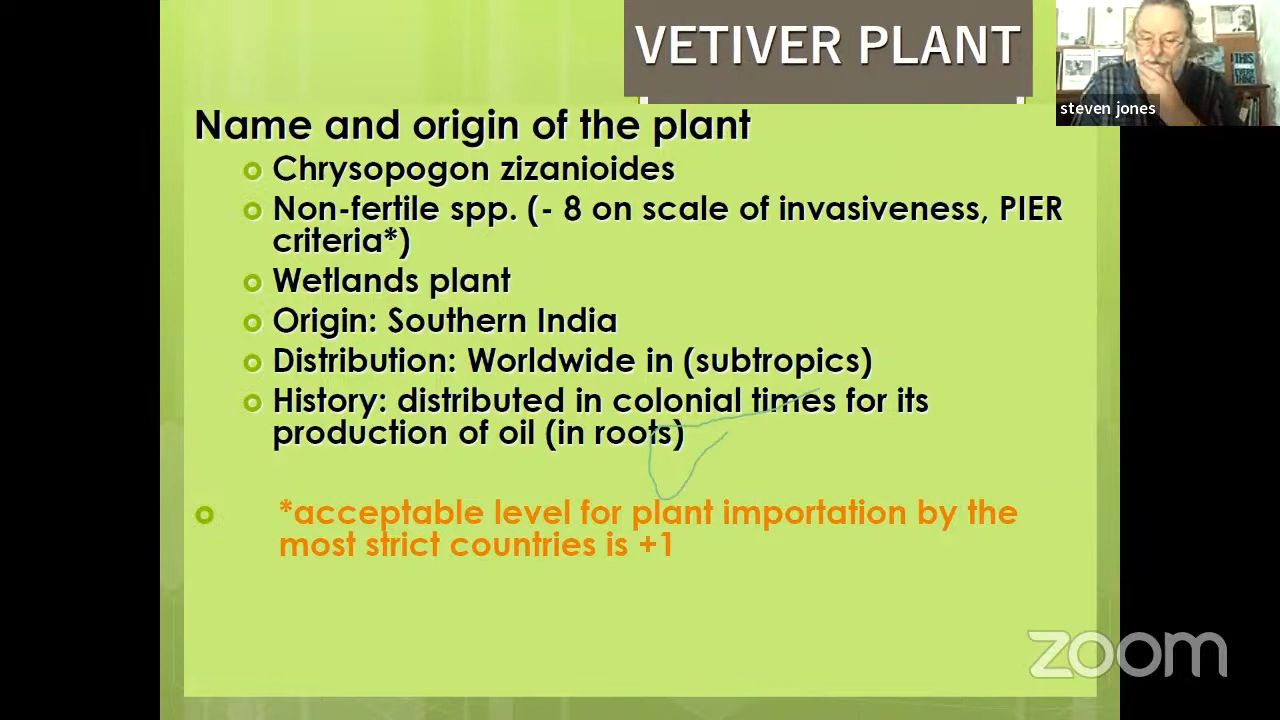 VETIVER PLANT
steven jones
Name and origin of the plant
Chrysopogon zizanioides
Non-fertile spp. (- 8 on scale of invasiveness, PIER
criteria*)
Wetlands plant
Origin: Southern India
Distribution: Worldwide in (subtropics)
History: distributed in colonial times for its
production of oil (in roots)
*acceptable level for plant importation by the
most strict countries is +1
zoom